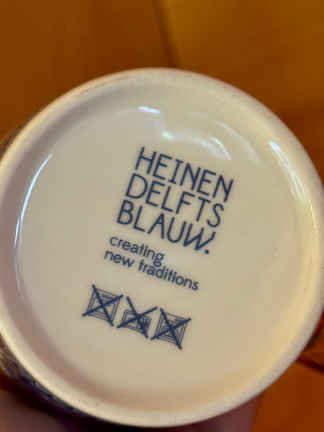 HEINEN
DELFTS
BLAUW.
creating
new traditions